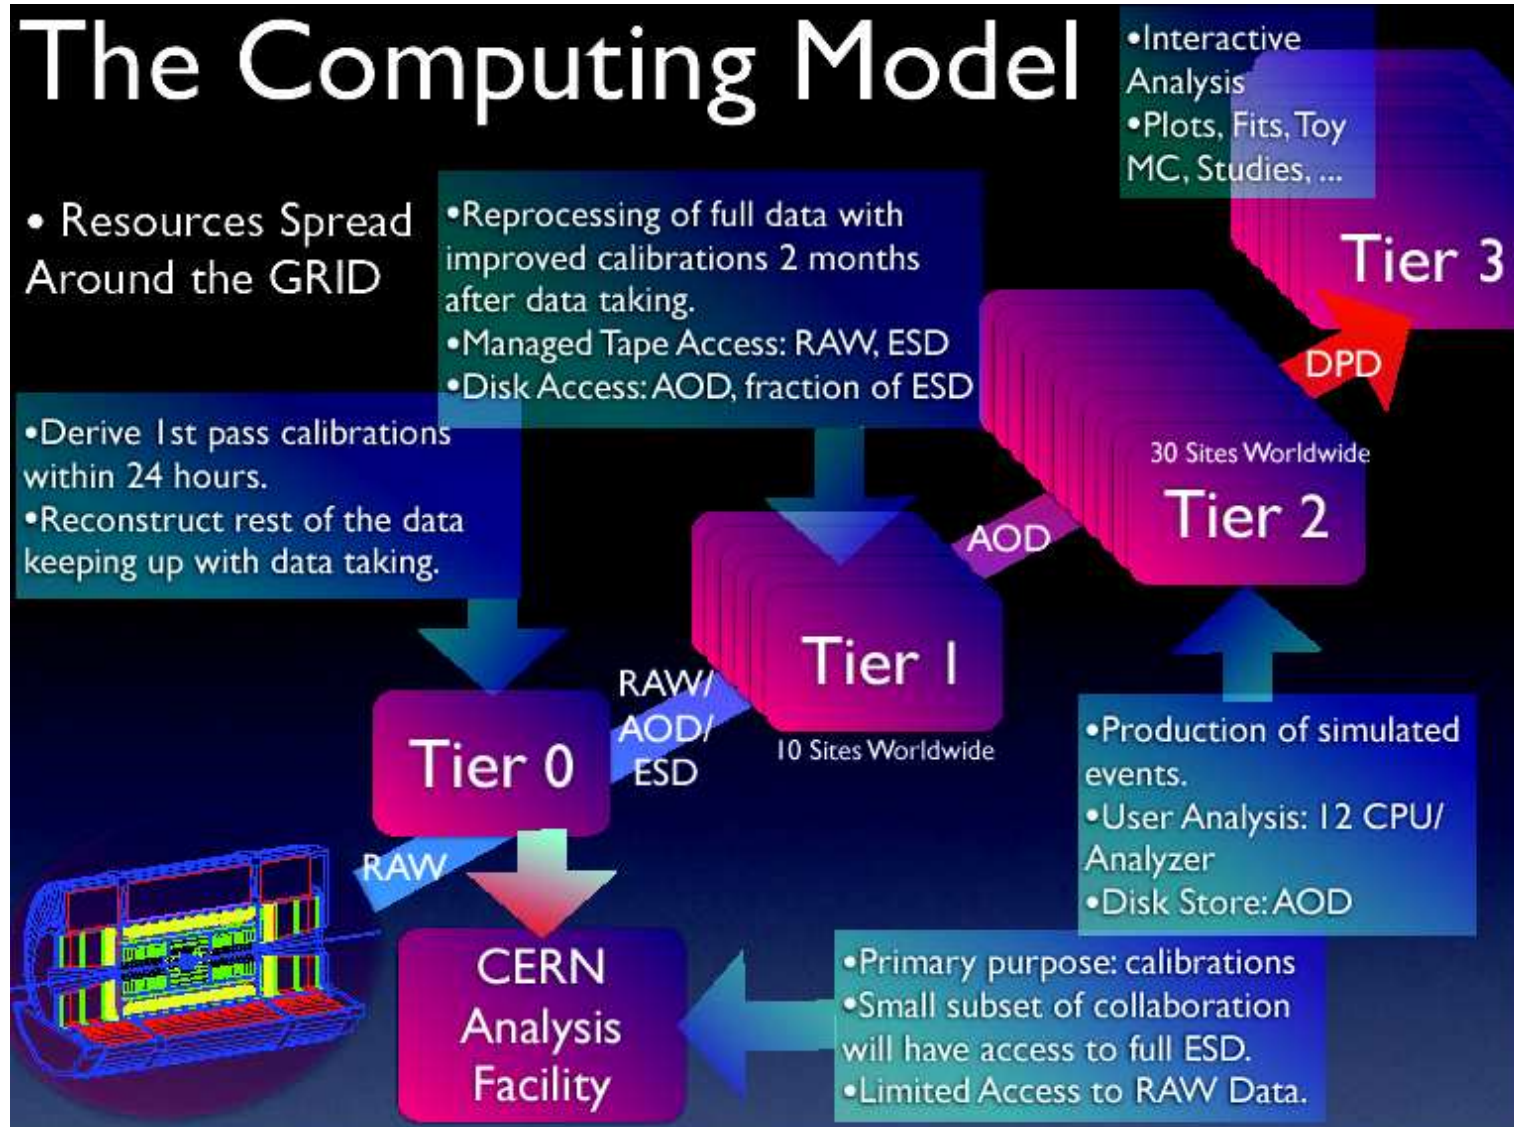 The Computing Model
•Interactive
Analysis
•Plots, Fits, Toy
MC, Studies, ...
Tier 3
• Resources Spread
Around the GRID
•Reprocessing of full data with
improved calibrations 2 months
after data taking.
•Managed Tape Access: RAW, ESD
•Disk Access: AOD, fraction of ESD
DPD
•Derive 1st pass calibrations
within 24 hours.
•Reconstruct rest of the data
keeping up with data taking.
30 Sites Worldwide
Tier 2
AOD
Tier 1
10 Sites Worldwide
RAW/
AOD/
ESD
Tier 0
RAW
•Production of simulated
events.
•User Analysis: 12 CPU/
Analyzer
•Disk Store: AOD
CERN
Analysis
Facility
•Primary purpose: calibrations
•Small subset of collaboration
will have access to full ESD.
•Limited Access to RAW Data.